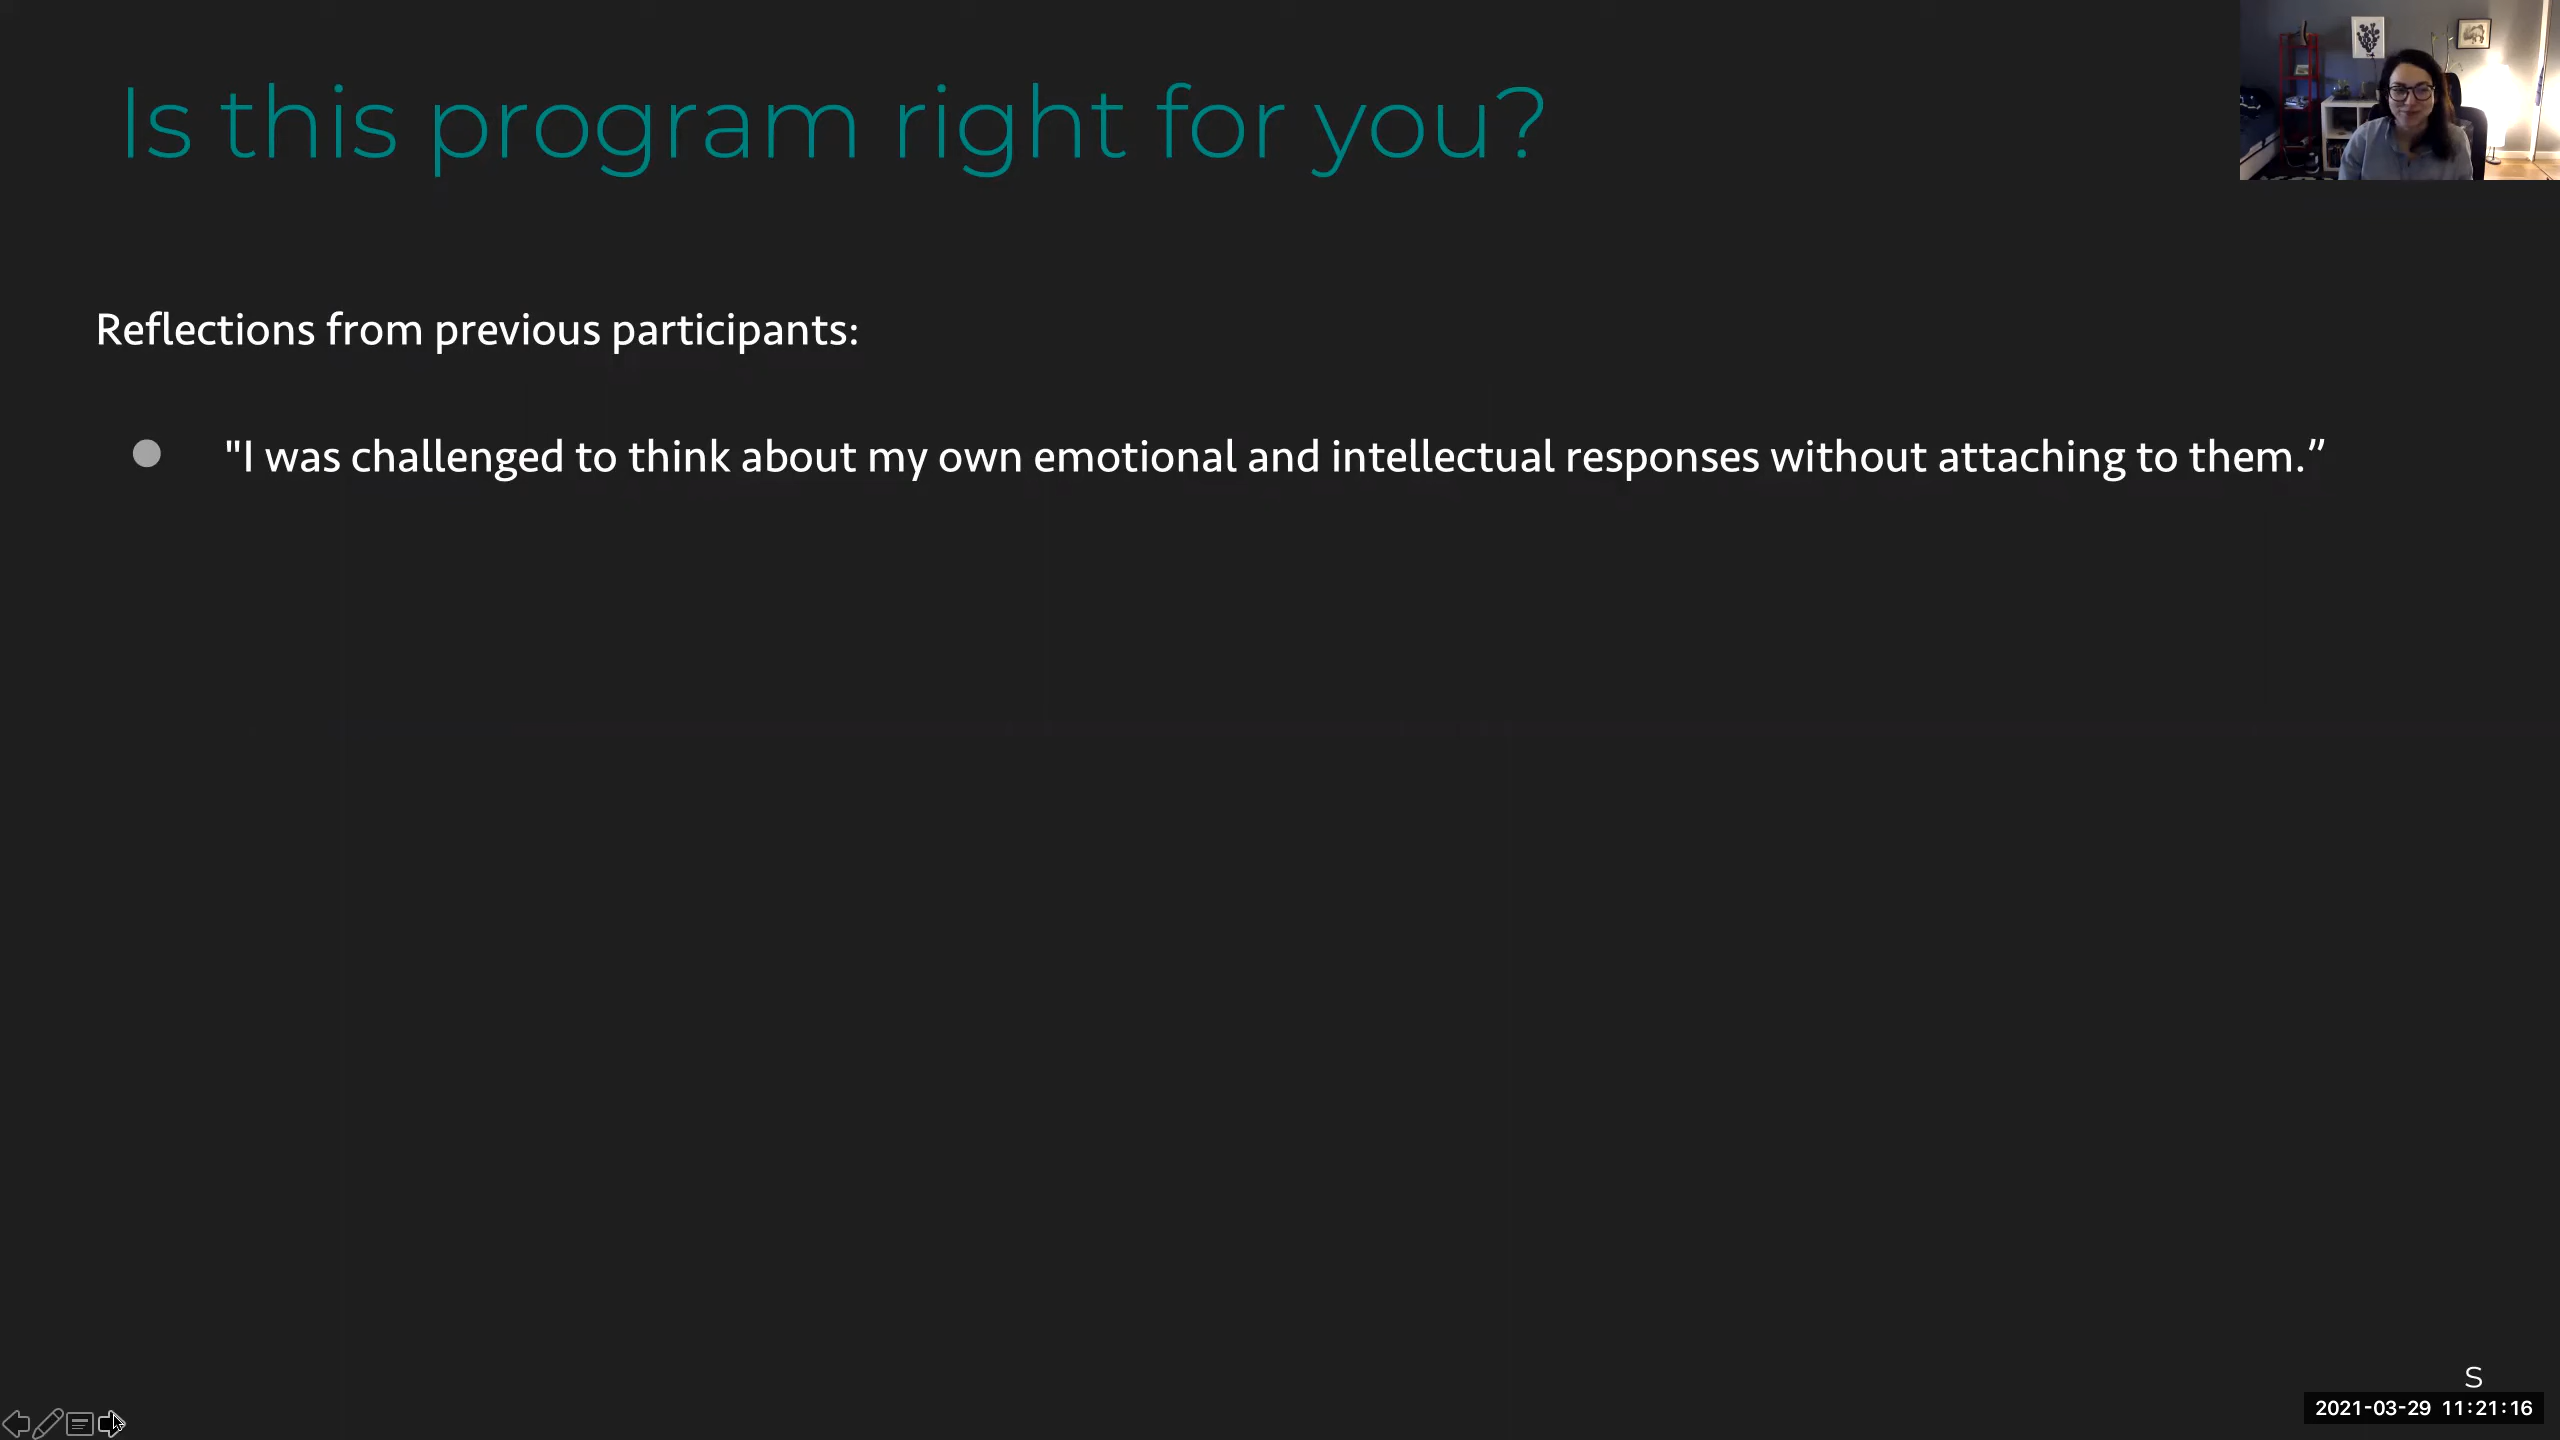 Is this program right for you?
Reflections from previous participants:
"I was challenged to think about my own emotional and intellectual responses without attaching to them.”
S
2021-03-29 11:21:16